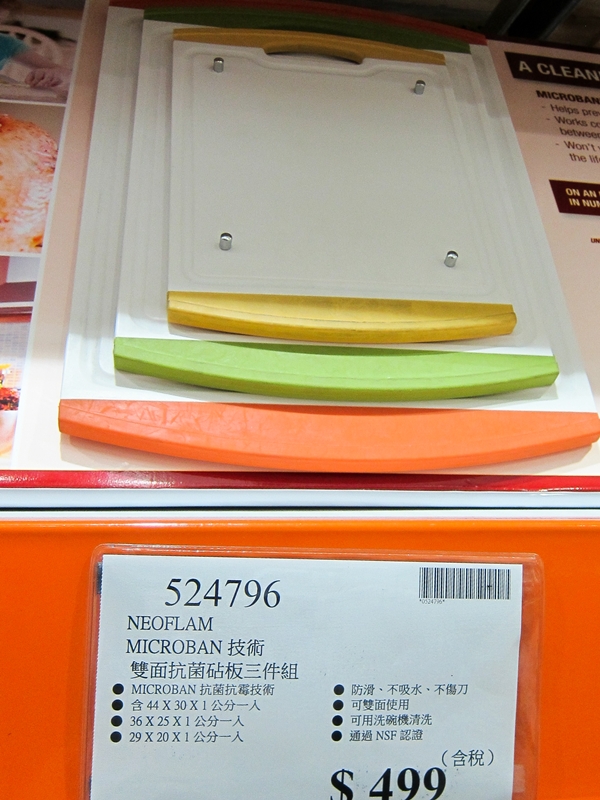 A CLEAN
MICROBAN
- Helps
- Works
between
- Won't
the
ON AN
IN NUM
524796
*0524796*
NEOFLAM
MICROBAN 技術
雙面抗菌砧板三件組
● MICROBAN 抗菌抗霉技術
● 含 44 X 30 X 1 公分一入
● 36 X 25 X 1 公分一入
● 29 X 20 X 1 公分一入
● 防滑、不吸水、不傷刀
● 可雙面使用
● 可用洗碗機清洗
● 通過 NSF 認證
（含稅）
$ 499